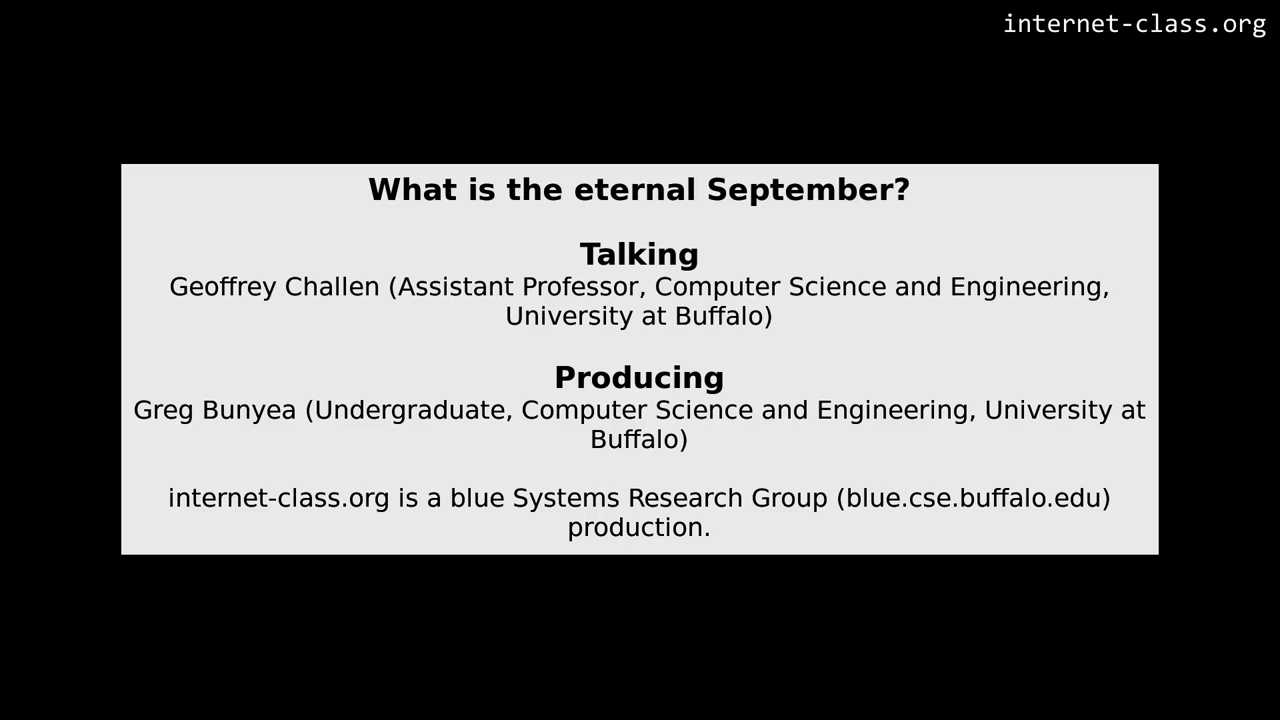 internet-class.org
What is the eternal September?
Talking
Geoffrey Challen (Assistant Professor, Computer Science and Engineering,
University at Buffalo)
Producing
Greg Bunyea (Undergraduate, Computer Science and Engineering, University at
Buffalo)
internet-class.org is a blue Systems Research Group (blue.cse.buffalo.edu)
production.